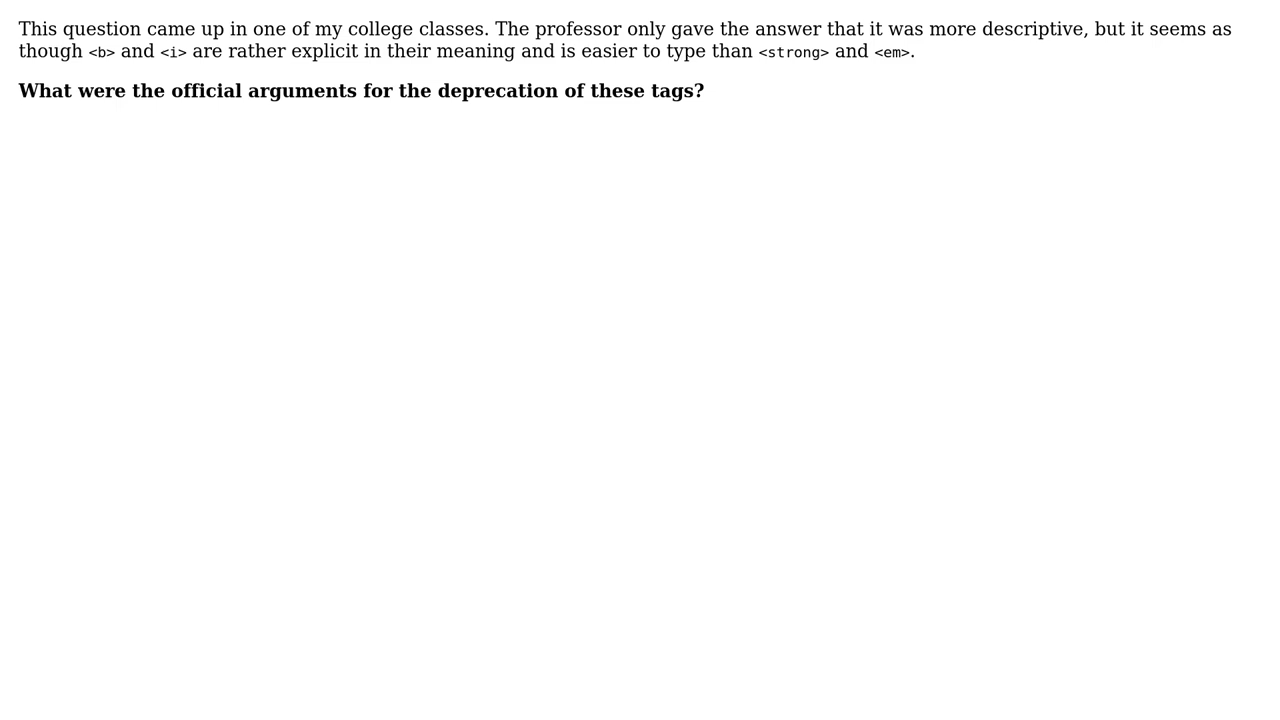 This question came up in one of my college classes. The professor only gave the answer that it was more descriptive, but it seems as
though <b> and <i> are rather explicit in their meaning and is easier to type than <strong> and <em>.
What were the official arguments for the deprecation of these tags?